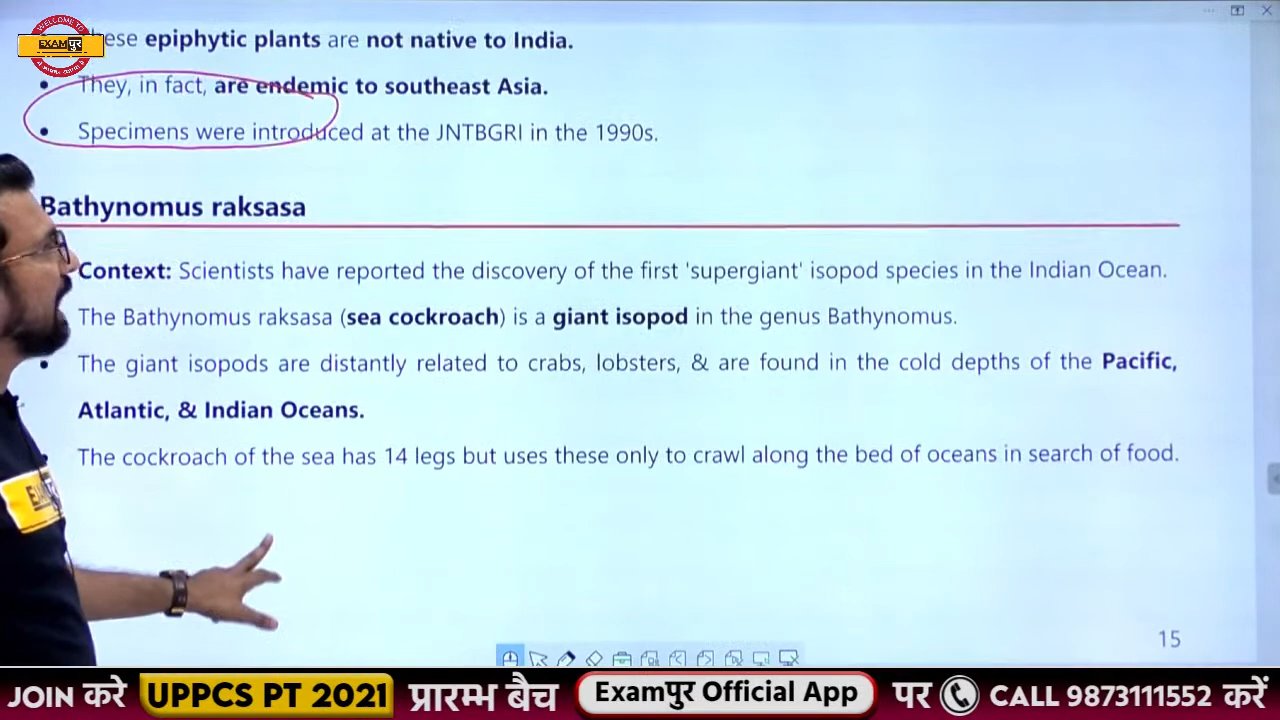 WELCOME TO
EXAMपुर
ese epiphytic plants are not native to India.
• They, in fact, are endemic to southeast Asia.
• Specimens were introduced at the JNTBGRI in the 1990s.
Bathynomus raksasa
Context: Scientists have reported the discovery of the first 'supergiant' isopod species in the Indian Ocean.
The Bathynomus raksasa (sea cockroach) is a giant isopod in the genus Bathynomus.
• The giant isopods are distantly related to crabs, lobsters, & are found in the cold depths of the Pacific,
Atlantic, & Indian Oceans.
The cockroach of the sea has 14 legs but uses these only to crawl along the bed of oceans in search of food.
15
JOIN करे UPPCS PT 2021 प्रारम्भ बैच Examपुर Official App पर CALL 9873111552 करें